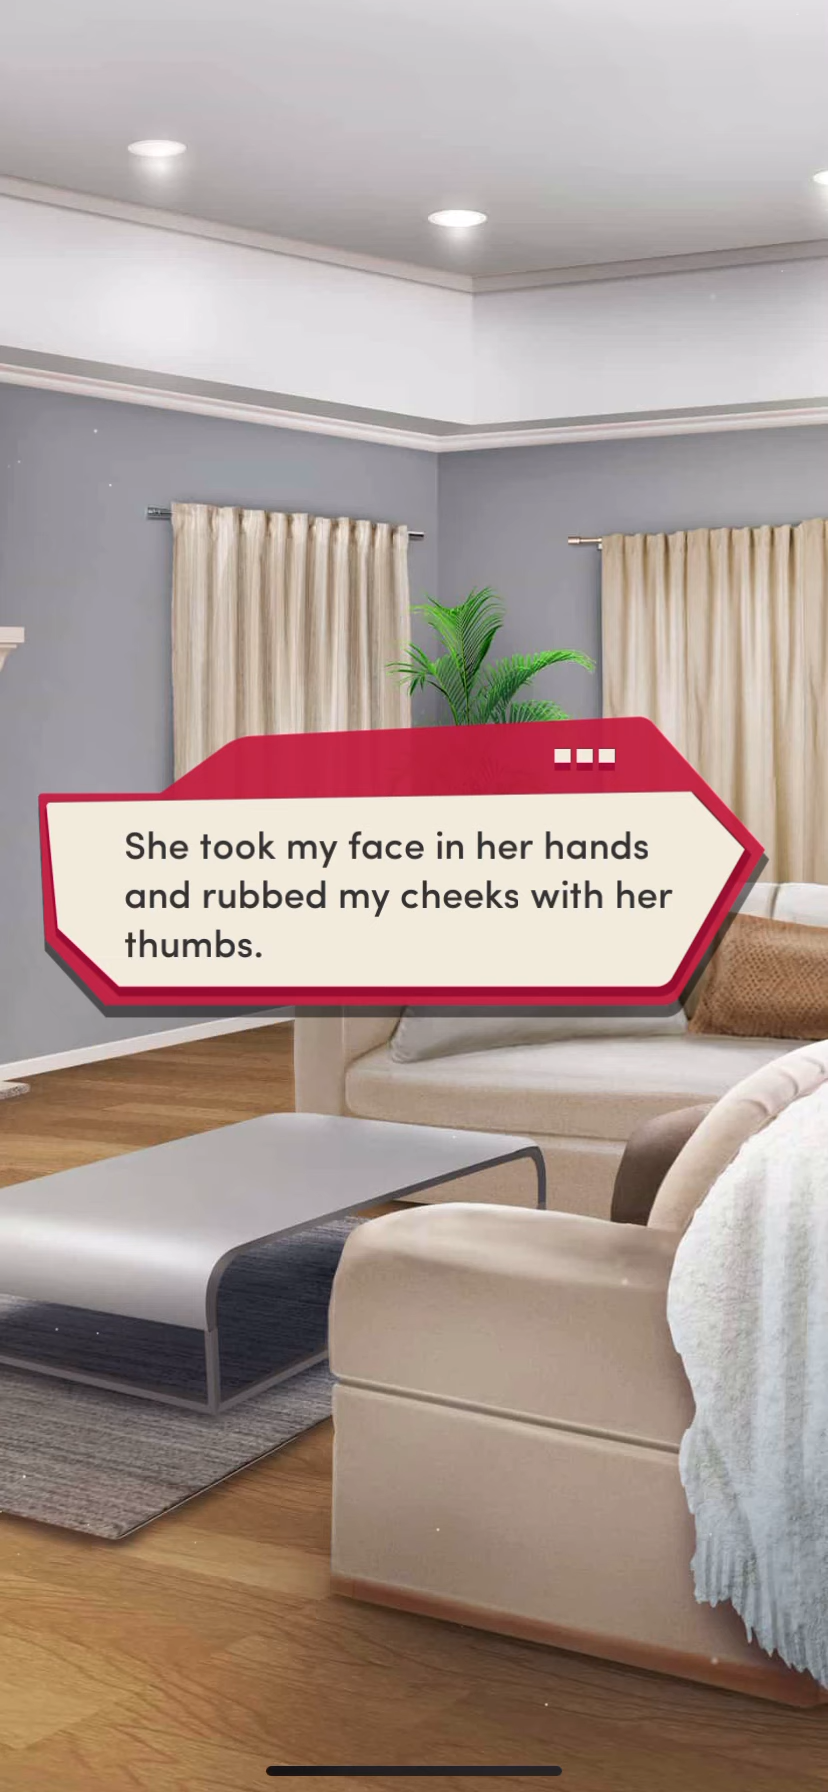 She took my face in her hands
and rubbed my cheeks with her
thumbs.